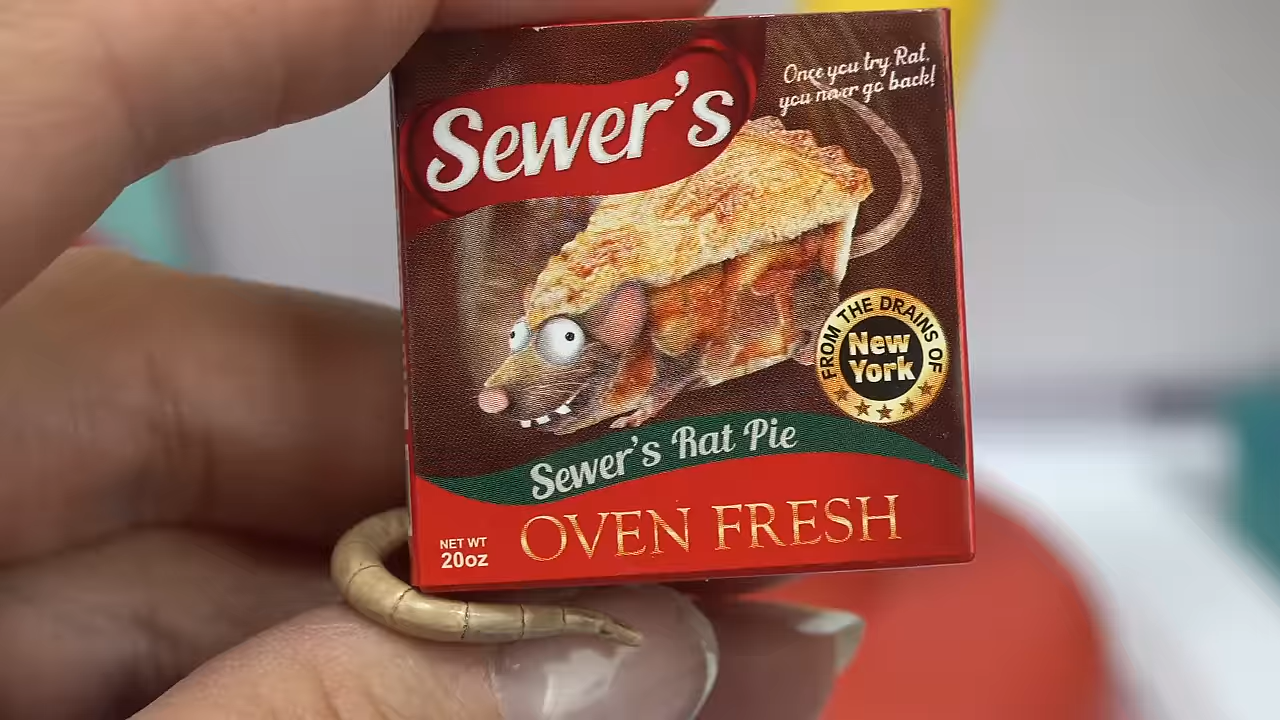 Once you try Rat,
you never go back!
Sewer's
FROM THE DRAINS OF
New
York
Sewer's Rat Pie
OVEN FRESH
NET WT
20oz